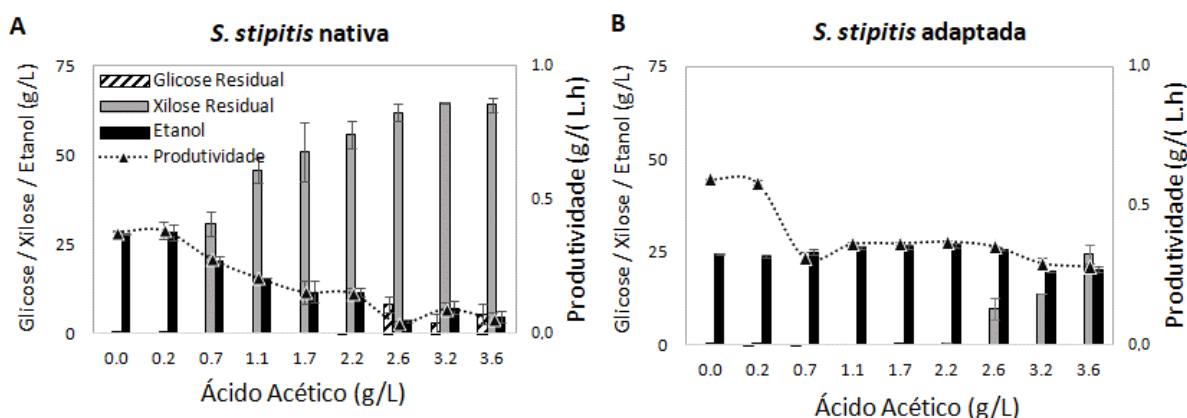 A
S. stipitis nativa
Glicose / Xilose / Etanol (g/L)
75
50
25
0
Glicose Residual
Xilose Residual
Etanol
Produtividade
1.0
0.5
0.0
Produtividade (g/( L.h)
0.0 0.2 0.7 1.1 1.7 2.2 2.6 3.2 3.6
Ácido Acético (g/L)
B
S. stipitis adaptada
Glicose / Xilose / Etanol (g/L)
75
50
25
0
1.0
0.5
0,0
Produtividade (g/( L.h)
0.0 0.2 0.7 1.1 1.7 2.2 2.6 3.2 3.6
Ácido Acético (g/L)